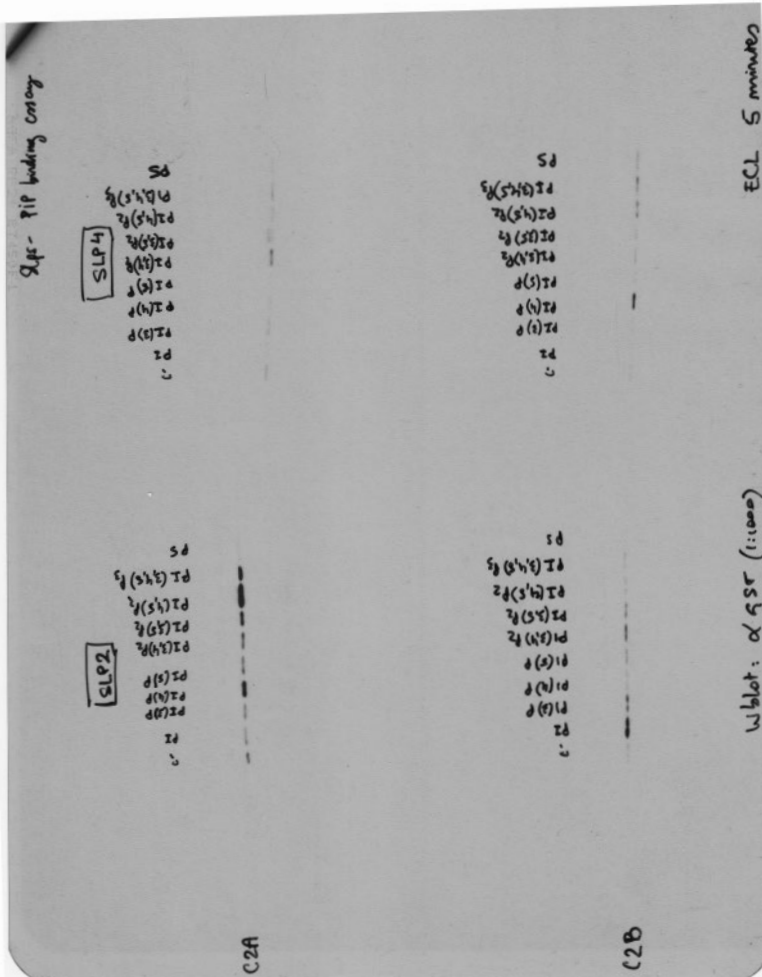 Slps - PIP binding assay
SLP2
SLP4
C2A
c-
PI
PI(3)P
PI(4)P
PI(5)P
PI(3,4)P2
PI(3,5)P2
PI(4,5)P2
PI(3,4,5)P3
PS
c-
PI
PI(3)P
PI(4)P
PI(5)P
PI(3,4)P2
PI(3,5)P2
PI(4,5)P2
PI(3,4,5)P3
PS
C2B
c-
PI
PI(3)P
PI(4)P
PI(5)P
PI(3,4)P2
PI(3,5)P2
PI(4,5)P2
PI(3,4,5)P3
PS
c-
PI
PI(3)P
PI(4)P
PI(5)P
PI(3,4)P2
PI(3,5)P2
PI(4,5)P2
PI(3,4,5)P3
PS
Wblot: α GST (1:1000)
ECL 5 minutes